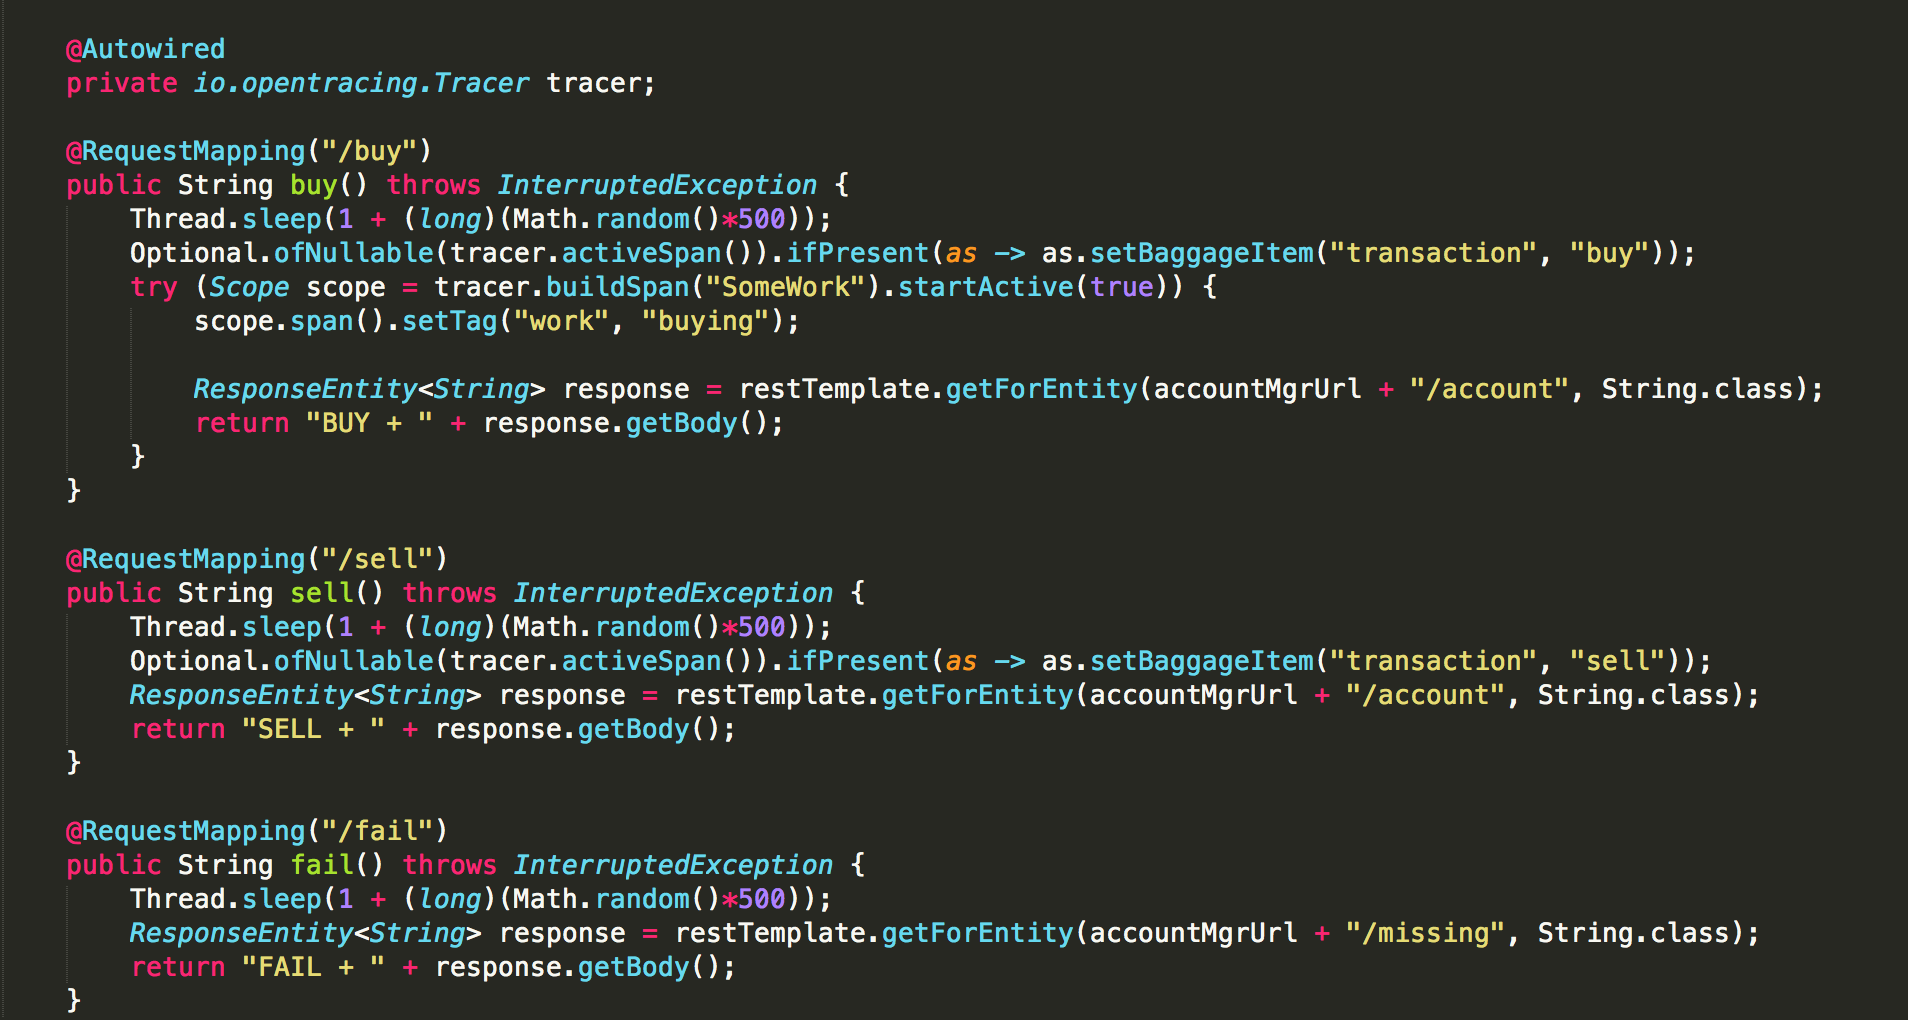 @Autowired
private io.opentracing.Tracer tracer;
@RequestMapping("/buy")
public String buy() throws InterruptedException {
Thread.sleep(1 + (long)(Math.random()*500));
Optional.ofNullable(tracer.activeSpan()).ifPresent(as -> as.setBaggageItem("transaction", "buy"));
try (Scope scope = tracer.buildSpan("SomeWork").startActive(true)) {
scope.span().setTag("work", "buying");
ResponseEntity<String> response = restTemplate.getForEntity(accountMgrUrl + "/account", String.class);
return "BUY + " + response.getBody();
}
}
@RequestMapping("/sell")
public String sell() throws InterruptedException {
Thread.sleep(1 + (long)(Math.random()*500));
Optional.ofNullable(tracer.activeSpan()).ifPresent(as -> as.setBaggageItem("transaction", "sell"));
ResponseEntity<String> response = restTemplate.getForEntity(accountMgrUrl + "/account", String.class);
return "SELL + " + response.getBody();
}
@RequestMapping("/fail")
public String fail() throws InterruptedException {
Thread.sleep(1 + (long)(Math.random()*500));
ResponseEntity<String> response = restTemplate.getForEntity(accountMgrUrl + "/missing", String.class);
return "FAIL + " + response.getBody();
}